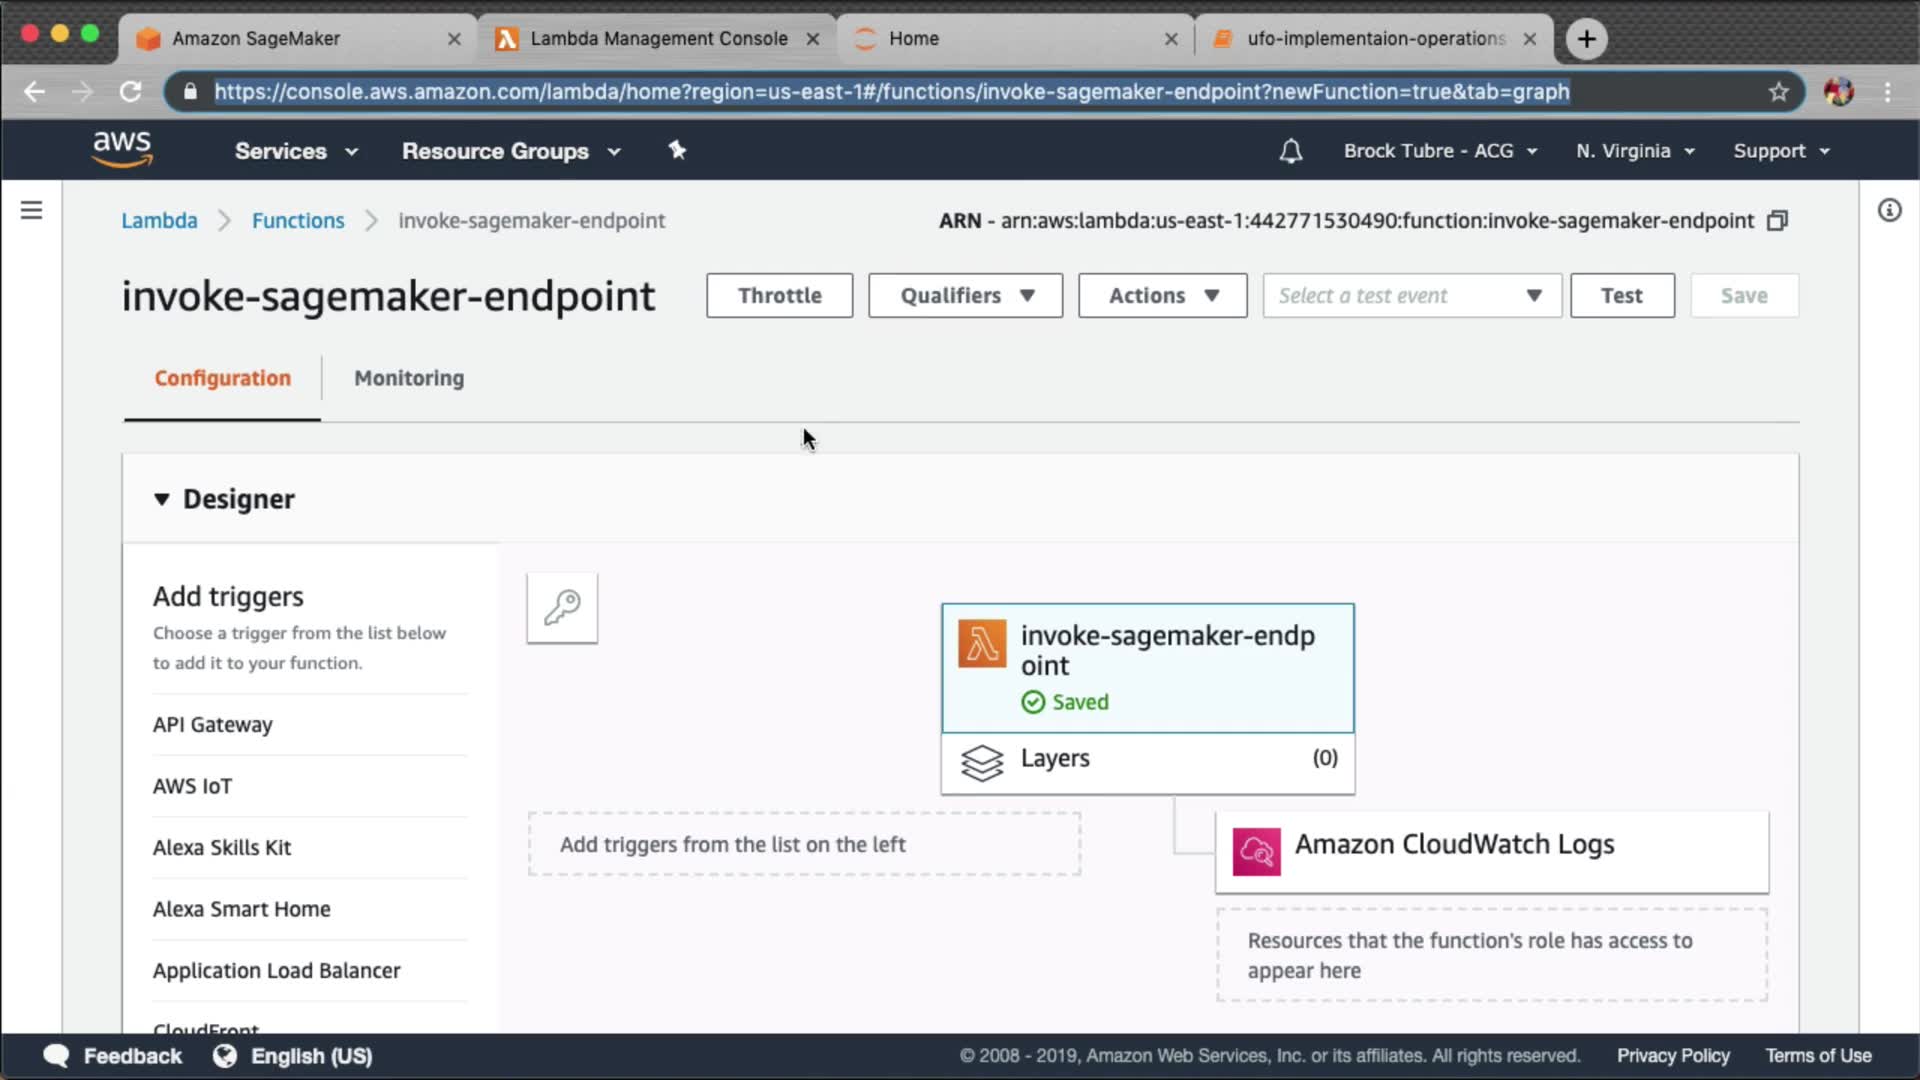 Amazon SageMaker
Lambda Management Console
Home
ufo-implementaion-operations
https://console.aws.amazon.com/lambda/home?region=us-east-1#/functions/invoke-sagemaker-endpoint?newFunction=true&tab=graph
aws
Services
Resource Groups
Brock Tubre - ACG
N. Virginia
Support
Lambda
Functions
invoke-sagemaker-endpoint
ARN - arn:aws:lambda:us-east-1:442771530490:function:invoke-sagemaker-endpoint
invoke-sagemaker-endpoint
Throttle
Qualifiers
Actions
Select a test event
Test
Save
Configuration
Monitoring
Designer
Add triggers
Choose a trigger from the list below
to add it to your function.
API Gateway
AWS IoT
Alexa Skills Kit
Alexa Smart Home
Application Load Balancer
CloudFront
invoke-sagemaker-endp
oint
Saved
Layers
(0)
Add triggers from the list on the left
Amazon CloudWatch Logs
Resources that the function's role has access to
appear here
Feedback
English (US)
© 2008 - 2019, Amazon Web Services, Inc. or its affiliates. All rights reserved.
Privacy Policy
Terms of Use